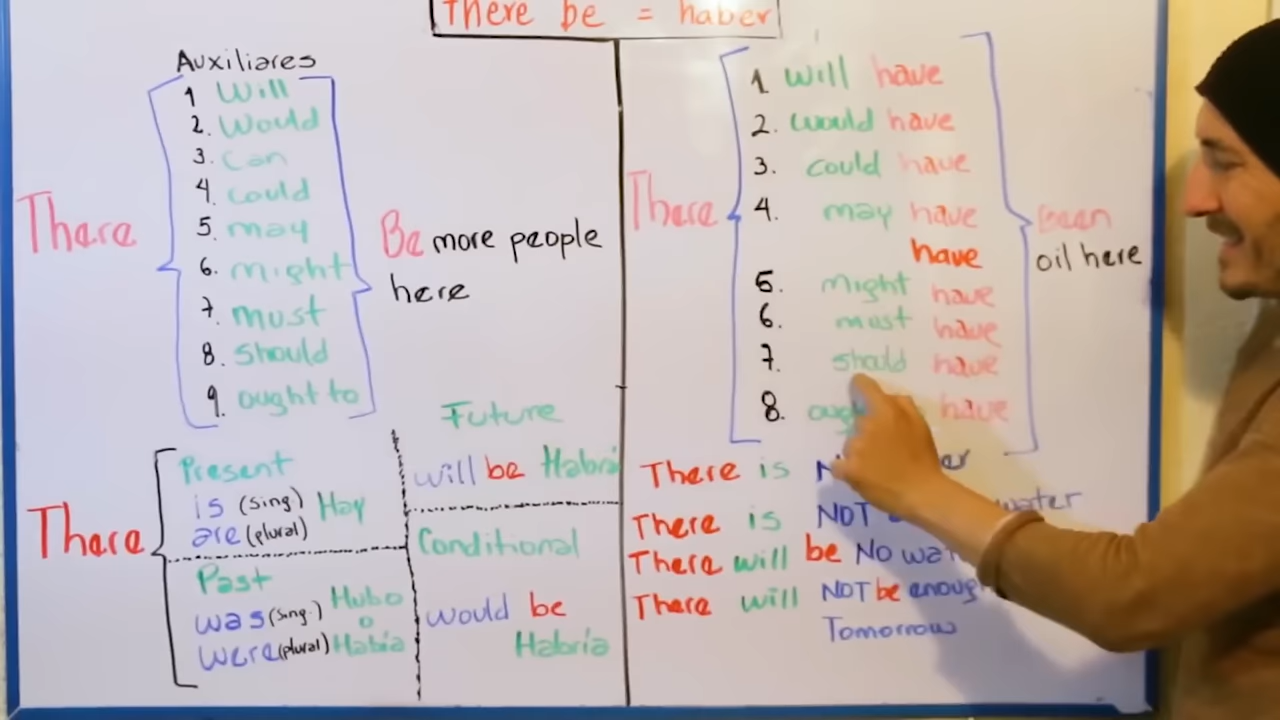 There be = haber
Auxiliares
There
1 Will
2. Would
3. Can
4. could
5. may
6. might
7. must
8. should
9. ought to
Be more people
here
There
1 will have
2. would have
3. could have
4. may have
have
5. might have
6. must have
7. should have
8. have
Been
oil here
There
Present
is (sing) Hay
are (plural)
Past
was (sing.) Hubo
o
were (plural) Habia
Future
will be Habrá
Conditional
would be
Habría
There is
There is NOT water
There will be No
There will NOT be enough
Tomorrow